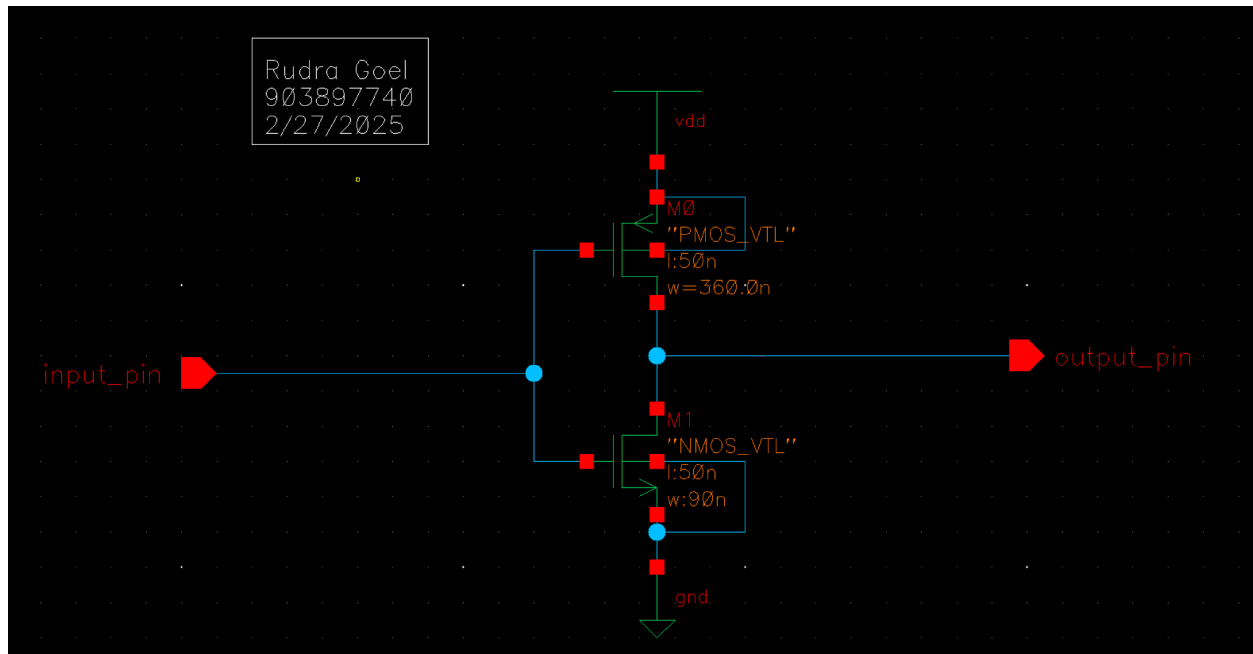 Rudra Goel
903897740
2/27/2025
vdd
M0
"PMOS_VTL"
l:50n
w=360.0n
input_pin
output_pin
M1
"NMOS_VTL"
l:50n
w:90n
gnd